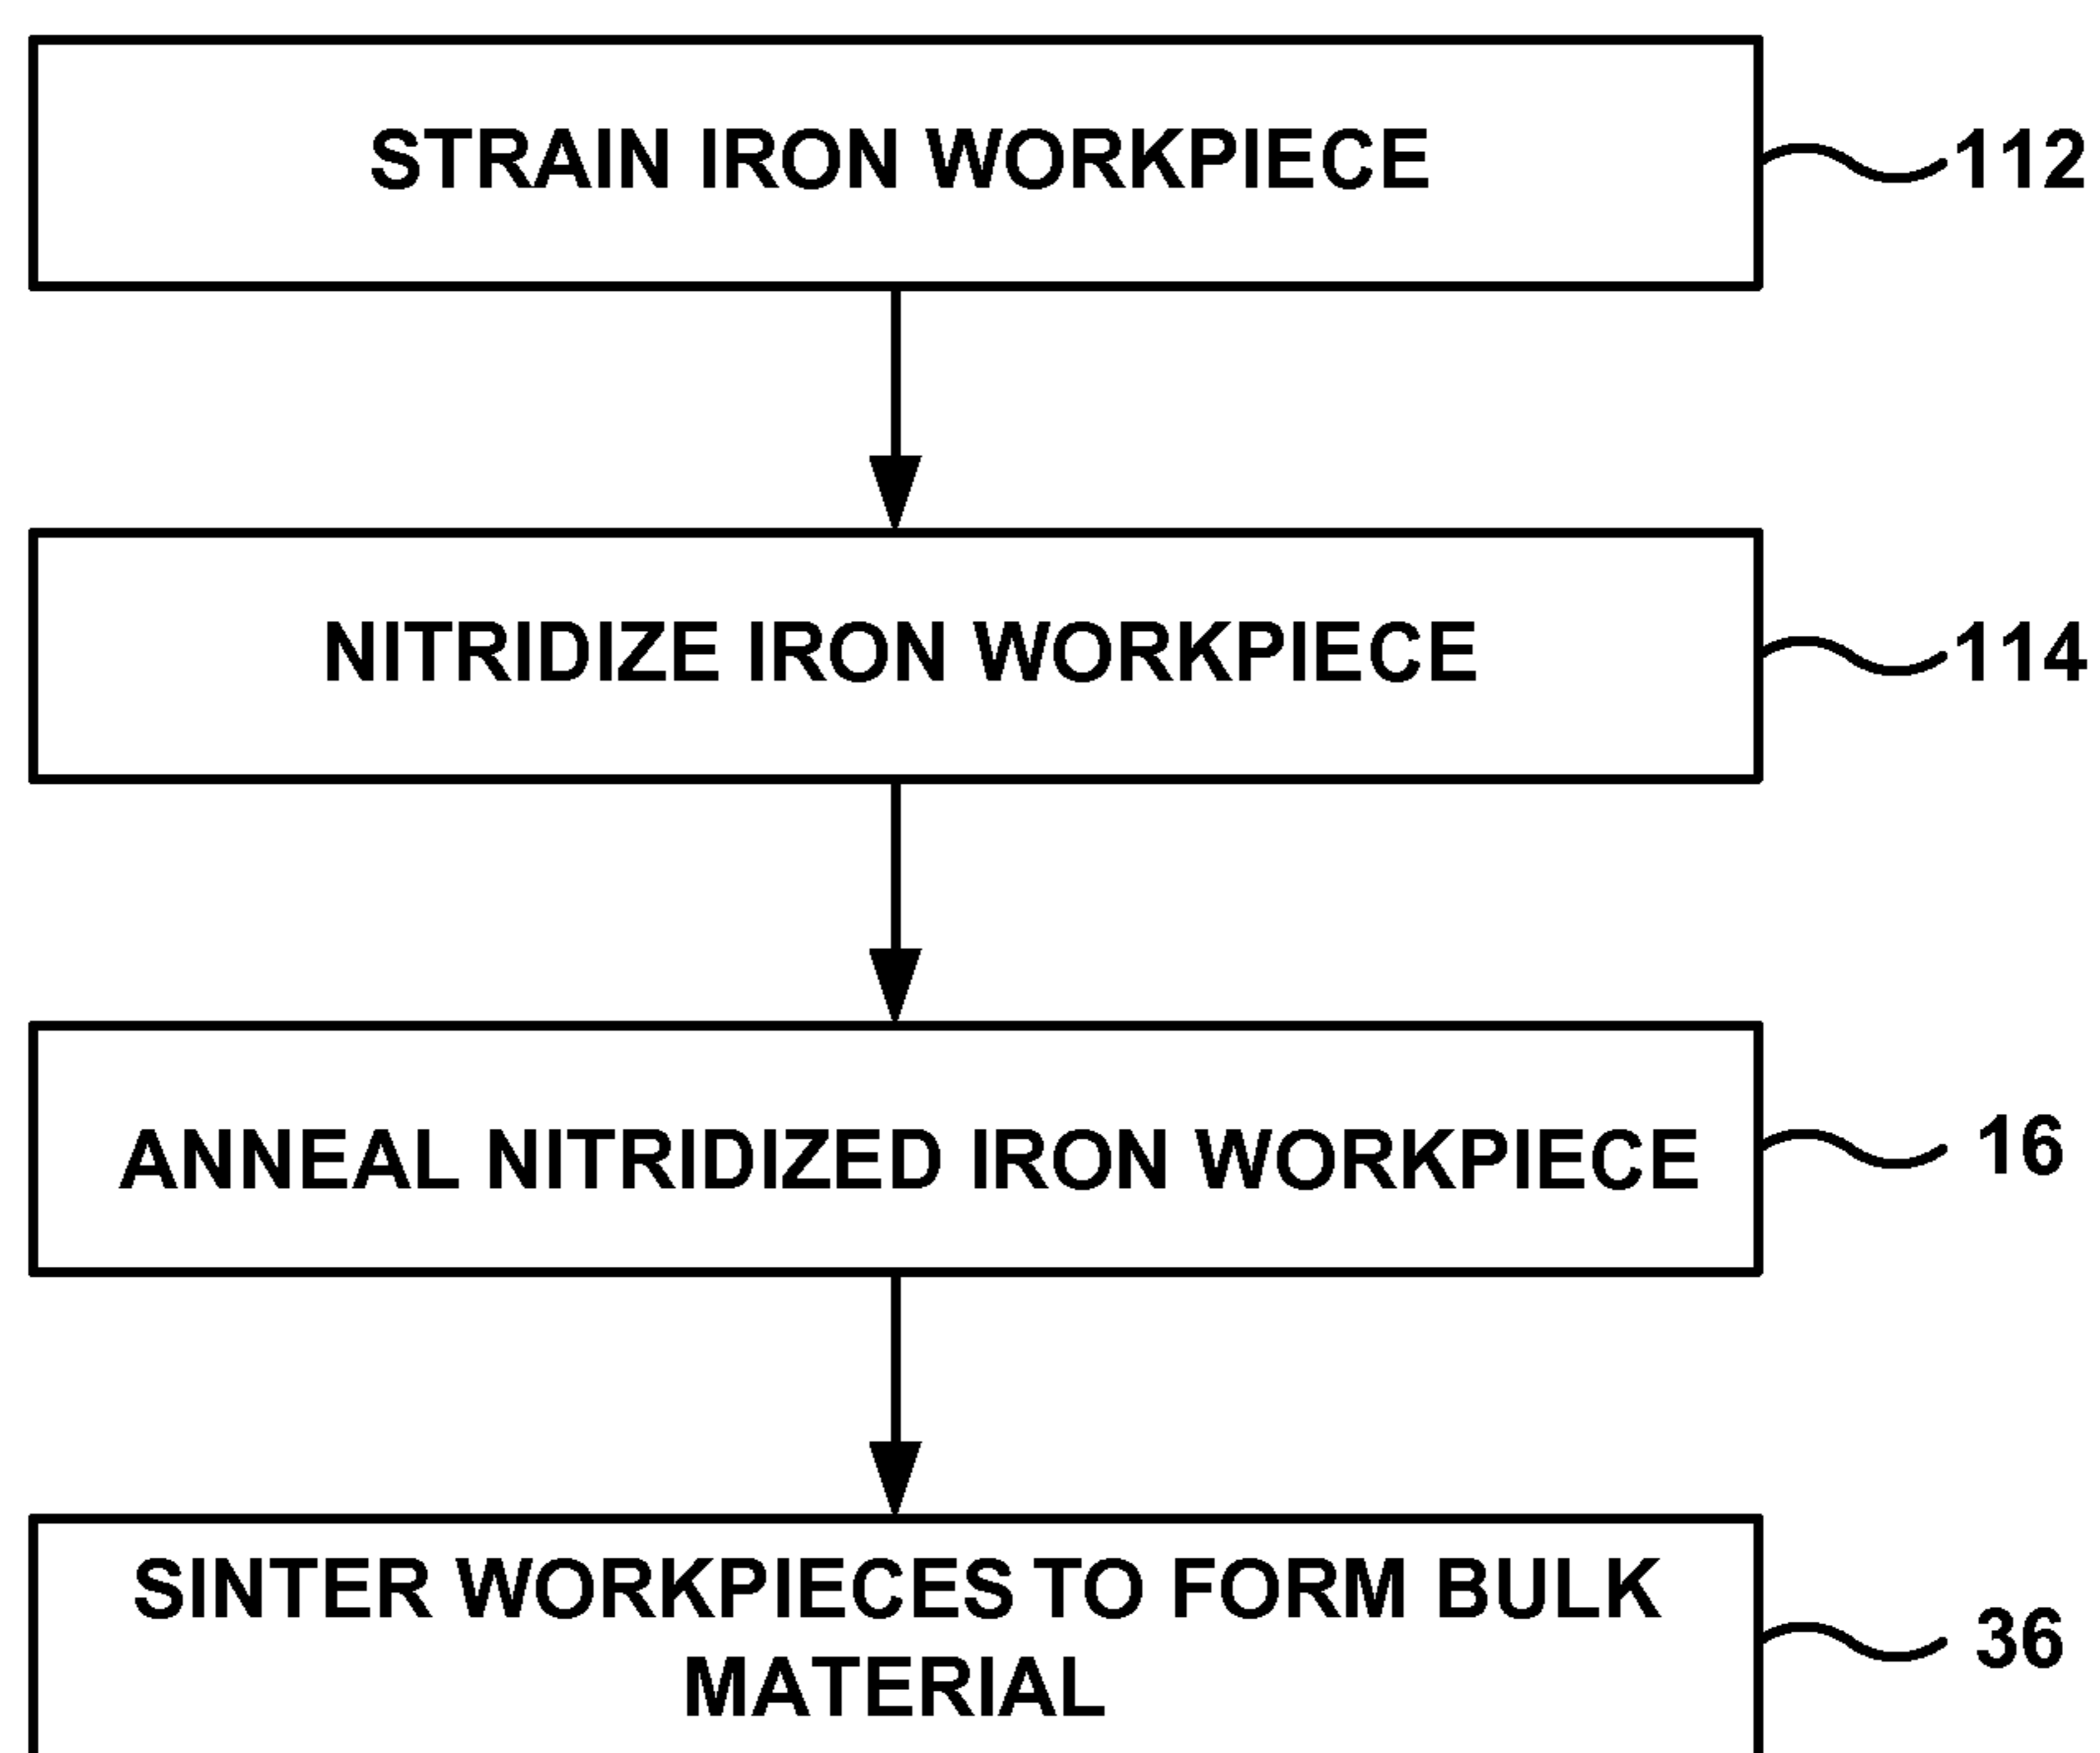 STRAIN IRON WORKPIECE
112
NITRIDIZE IRON WORKPIECE
114
ANNEAL NITRIDIZED IRON WORKPIECE
16
SINTER WORKPIECES TO FORM BULK
MATERIAL
36